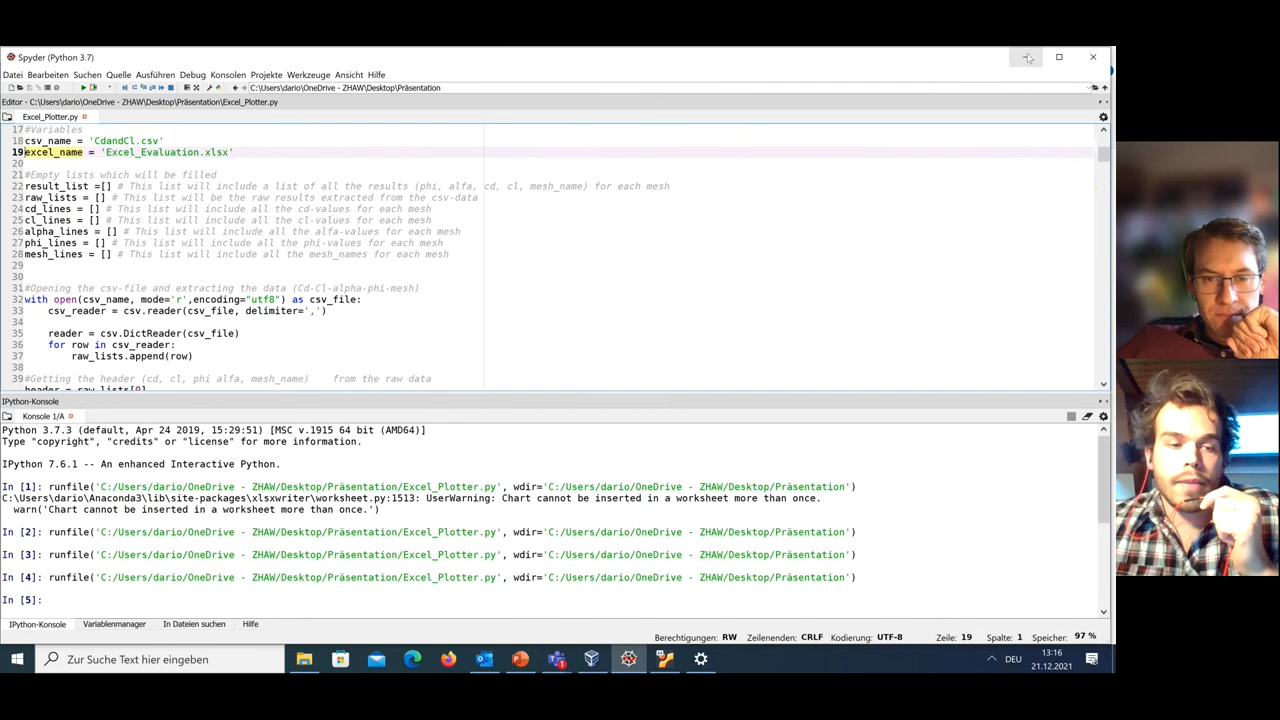 Spyder (Python 3.7)
Datei Bearbeiten Suchen Quelle Ausführen Debug Konsolen Projekte Werkzeuge Ansicht Hilfe
C:\Users\dario\OneDrive - ZHAW\Desktop\Präsentation
Editor - C:\Users\dario\OneDrive - ZHAW\Desktop\Präsentation\Excel_Plotter.py
Excel_Plotter.py
17 #Variables
18 csv_name = 'CdandCl.csv'
19 excel_name = 'Excel_Evaluation.xlsx'
20
21 #Empty lists which will be filled
22 result_list =[] # This list will include a list of all the results (phi, alfa, cd, cl, mesh_name) for each mesh
23 raw_lists = [] # This list will be the raw results extracted from the csv-data
24 cd_lines = [] # This list will include all the cd-values for each mesh
25 cl_lines = [] # This list will include all the cl-values for each mesh
26 alpha_lines = [] # This list will include all the alfa-values for each mesh
27 phi_lines = [] # This list will include all the phi-values for each mesh
28 mesh_lines = [] # This list will include all the mesh_names for each mesh
29
30
31 #Opening the csv-file and extracting the data (Cd-Cl-alpha-phi-mesh)
32 with open(csv_name, mode='r',encoding="utf8") as csv_file:
33 csv_reader = csv.reader(csv_file, delimiter=',')
34
35 reader = csv.DictReader(csv_file)
36 for row in csv_reader:
37 raw_lists.append(row)
38
39 #Getting the header (cd, cl, phi alfa, mesh_name) from the raw data
header = raw_lists[0]
IPython-Konsole
Konsole 1/A
Python 3.7.3 (default, Apr 24 2019, 15:29:51) [MSC v.1915 64 bit (AMD64)]
Type "copyright", "credits" or "license" for more information.
IPython 7.6.1 -- An enhanced Interactive Python.
In [1]: runfile('C:/Users/dario/OneDrive - ZHAW/Desktop/Präsentation/Excel_Plotter.py', wdir='C:/Users/dario/OneDrive - ZHAW/Desktop/Präsentation')
C:\Users\dario\Anaconda3\lib\site-packages\xlsxwriter\worksheet.py:1513: UserWarning: Chart cannot be inserted in a worksheet more than once.
warn('Chart cannot be inserted in a worksheet more than once.')
In [2]: runfile('C:/Users/dario/OneDrive - ZHAW/Desktop/Präsentation/Excel_Plotter.py', wdir='C:/Users/dario/OneDrive - ZHAW/Desktop/Präsentation')
In [3]: runfile('C:/Users/dario/OneDrive - ZHAW/Desktop/Präsentation/Excel_Plotter.py', wdir='C:/Users/dario/OneDrive - ZHAW/Desktop/Präsentation')
In [4]: runfile('C:/Users/dario/OneDrive - ZHAW/Desktop/Präsentation/Excel_Plotter.py', wdir='C:/Users/dario/OneDrive - ZHAW/Desktop/Präsentation')
In [5]:
IPython-Konsole Variablenmanager In Dateien suchen Hilfe
Berechtigungen: RW Zeilenenden: CRLF Kodierung: UTF-8 Zeile: 19 Spalte: 1 Speicher: 97 %
Zur Suche Text hier eingeben
DEU
13:16
21.12.2021